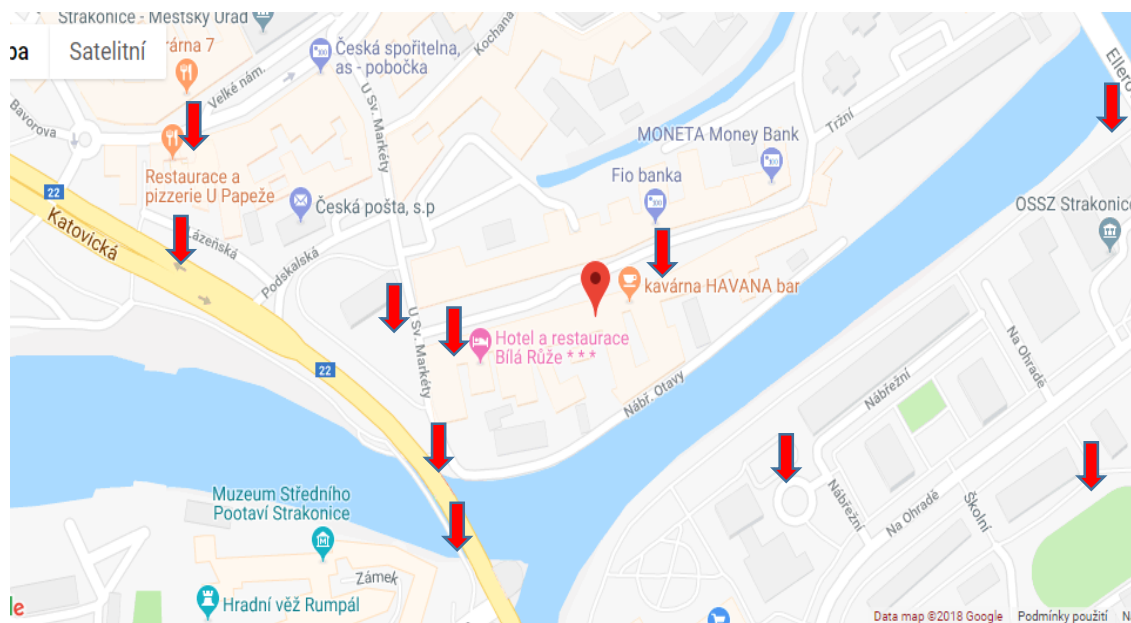 Strakonice - Městský Úřad
Satelitní
Česká spořitelna,
as - pobočka
Kochana
Velké nám.
Bavorova
U Sv. Markéty
Tržní
MONETA Money Bank
Restaurace a
pizzerie U Papeže
Fio banka
22
Česká pošta, s.p
OSSZ Strakonice
Katovická
Lázeňská
Podskalská
kavárna HAVANA bar
U Sv. Markéty
Hotel a restaurace
Bílá Růže * * *
22
Na Ohradě
Nábř. Otavy
Nábřežní
Muzeum Středního
Pootaví Strakonice
Nábřežní
Na Ohradě
Školní
Zámek
Hradní věž Rumpál
Data map ©2018 Google Podmínky použití